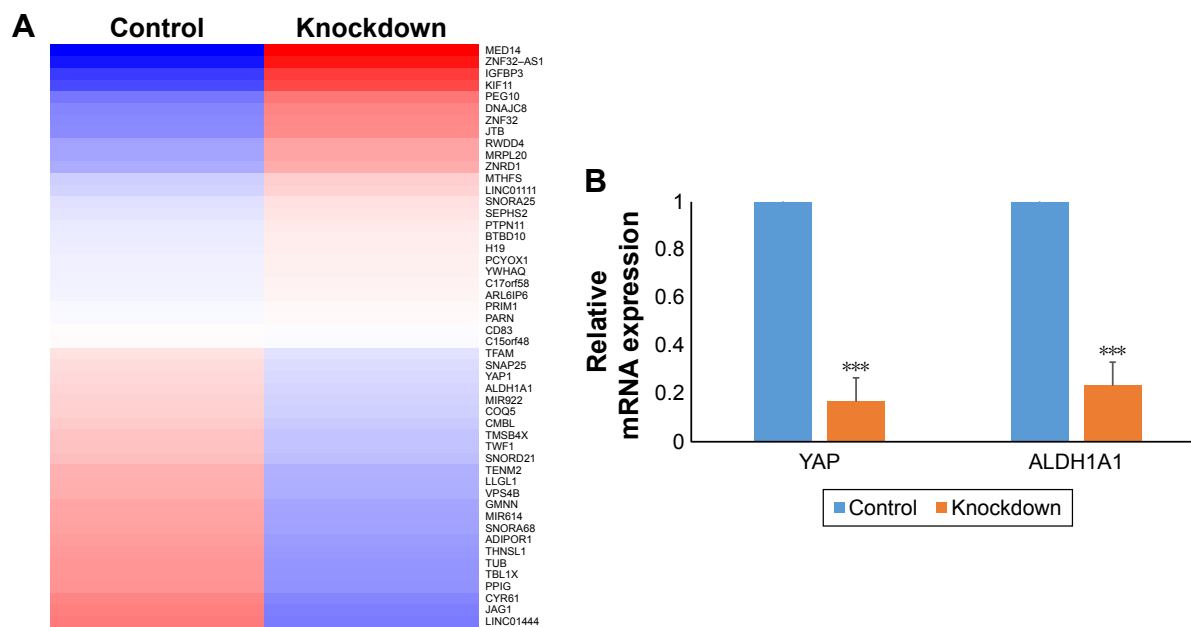 A
Control Knockdown
MED14
ZNF32–AS1
IGFBP3
KIF11
PEG10
DNAJC8
ZNF32
JTB
RWDD4
MRPL20
ZNRD1
MTHFS
LINC01111
SNORA25
SEPHS2
PTPN11
BTBD10
H19
PCYOX1
YWHAQ
C17orf58
ARL6IP6
PRIM1
PARN
CD83
C15orf48
TFAM
SNAP25
YAP1
ALDH1A1
MIR922
COQ5
CMBL
TMSB4X
TWF1
SNORD21
TENM2
LLGL1
VPS4B
GMNN
MIR614
SNORA68
ADIPOR1
THNSL1
TUB
TBL1X
PPIG
CYR61
JAG1
LINC01444
B
Relative
mRNA expression
1
0.8
0.6
0.4
0.2
0
***
***
YAP
ALDH1A1
Control Knockdown